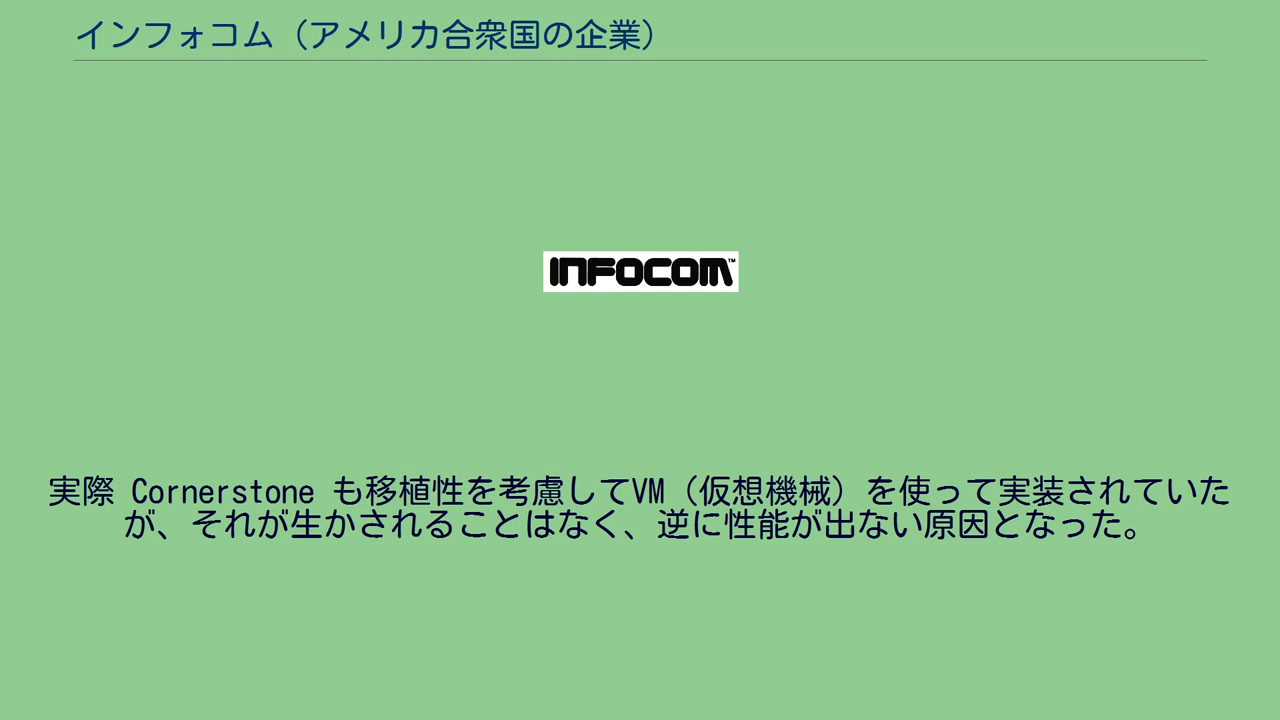 インフォコム（アメリカ合衆国の企業）
INFOCOM™
実際 Cornerstone も移植性を考慮してVM（仮想機械）を使って実装されていた
が、それが生かされることはなく、逆に性能が出ない原因となった。